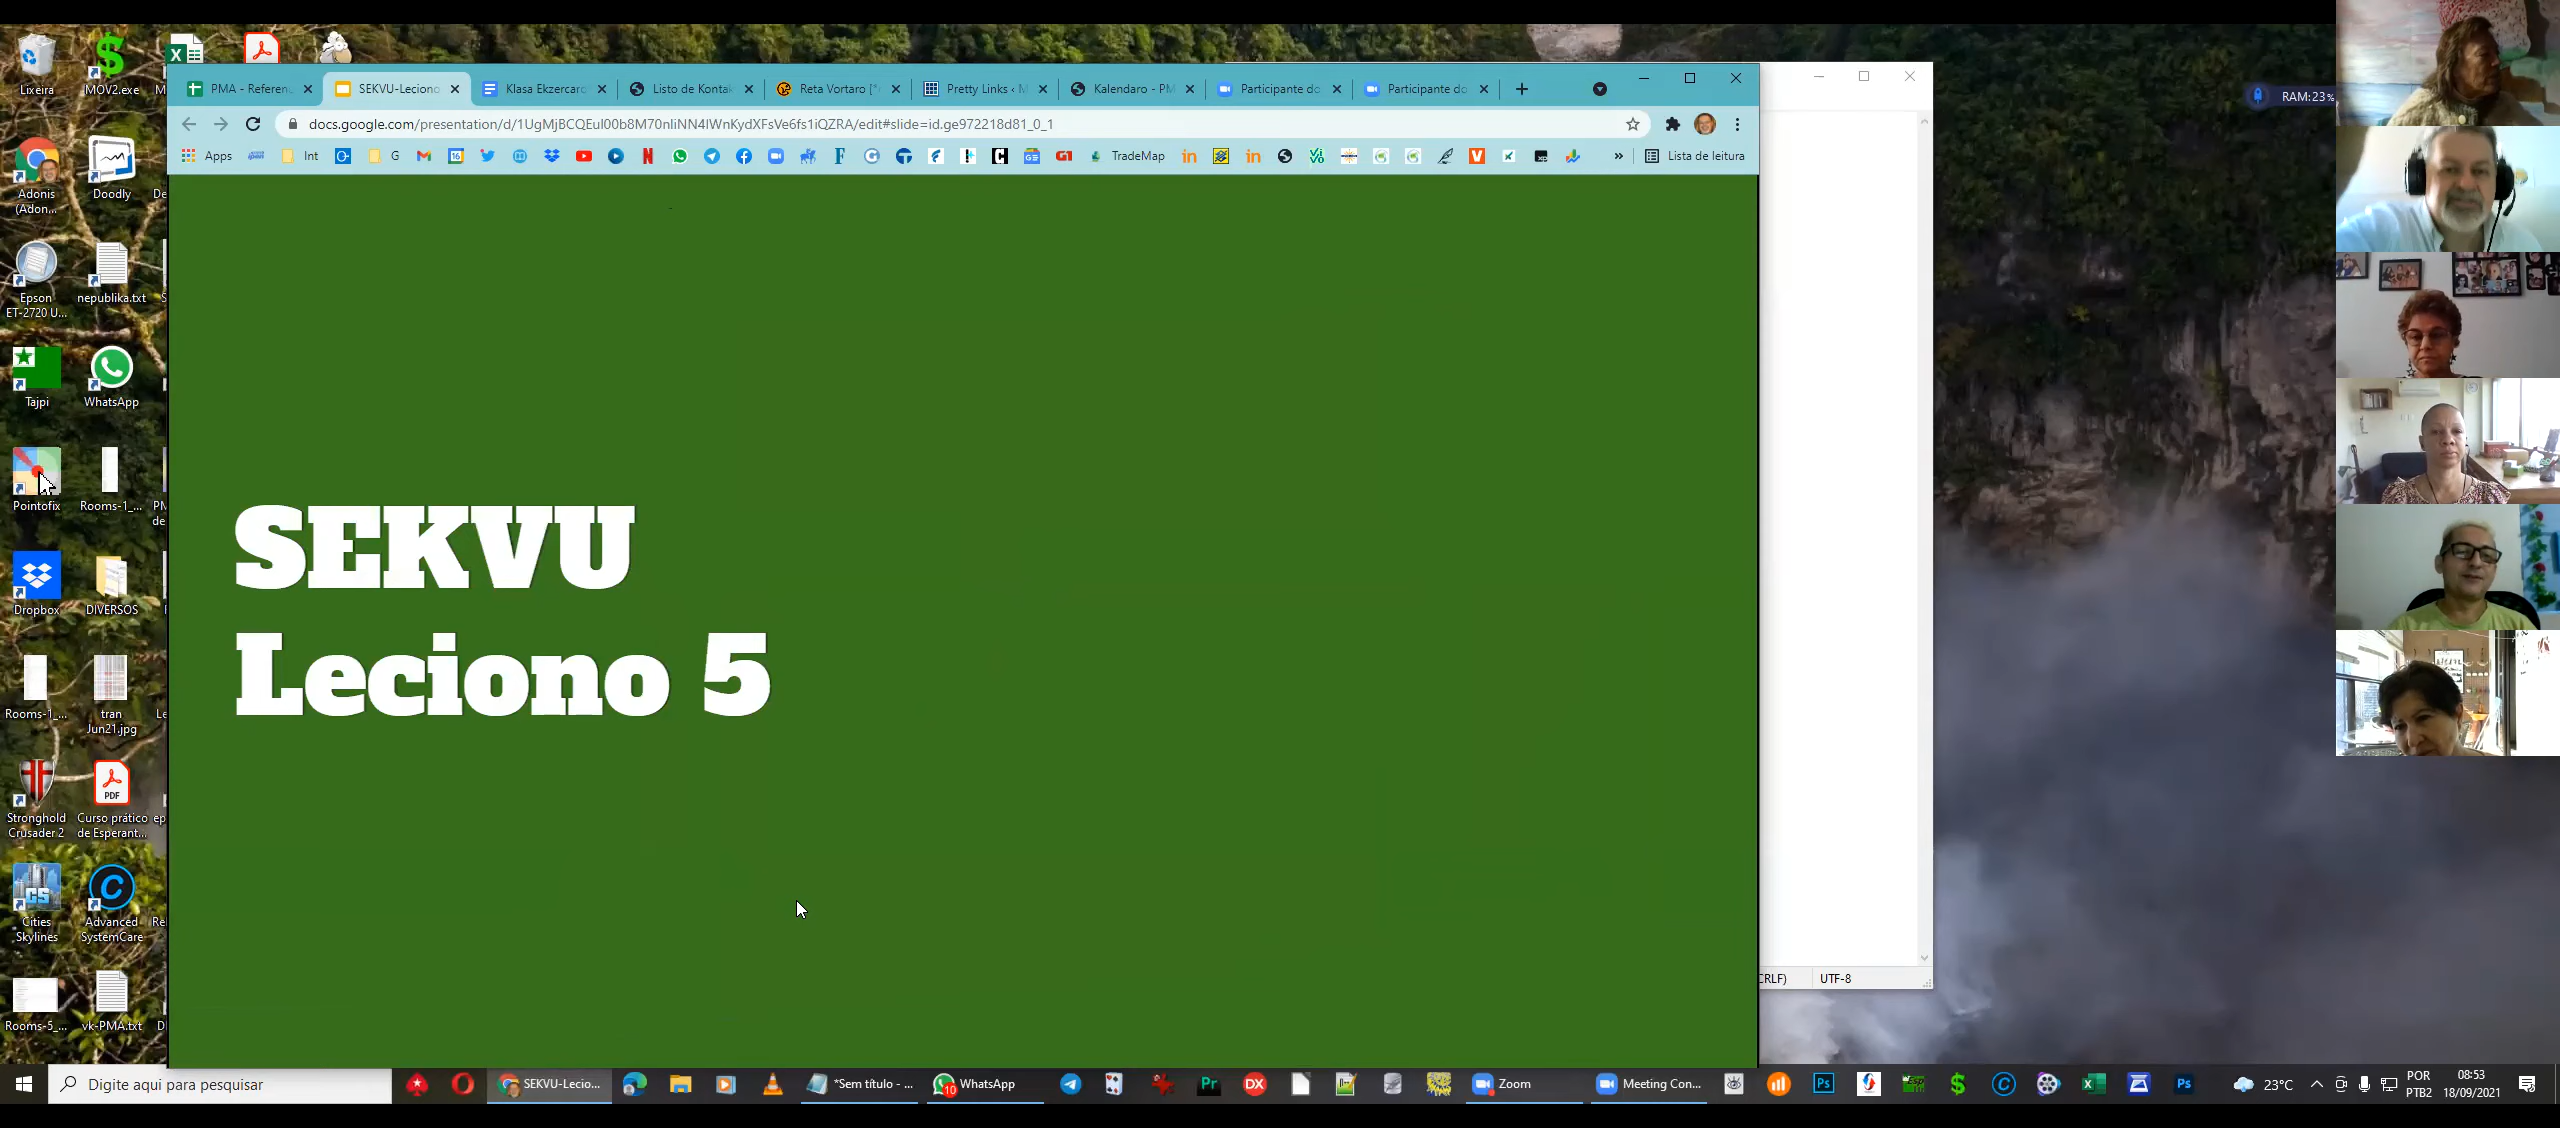 Lixeira
MOV2.exe
Adonis
(Adon...
Doodly
Epson
ET-2720 U...
nepublika.txt
Tajpi
WhatsApp
Pointofix
Rooms-1_...
Dropbox
DIVERSOS
Rooms-1_...
tran
Jun21.jpg
Stronghold
Crusader 2
PDF
Curso prático
de Esperant...
Cities
Skylines
Advanced
SystemCare
Rooms-5_...
vk-PMA.txt
PMA - Referen
SEKVU-Leciono
Klasa Ekzercaro
Listo de Kontak
Reta Vortaro [
Pretty Links ‹ M
Kalendaro - PM
Participante do
Participante do
docs.google.com/presentation/d/1UgMjBCQEul00b8M70nliNN4lWnKydXFsVe6fs1iQZRA/edit#slide=id.ge972218d81_0_1
Apps
Int
G
TradeMap
Lista de leitura
SEKVU
Leciono 5
CRLF)
UTF-8
RAM:23%
Digite aqui para pesquisar
SEKVU-Lecio...
*Sem título - ...
WhatsApp
Zoom
Meeting Con...
23°C
POR
PTB2
08:53
18/09/2021